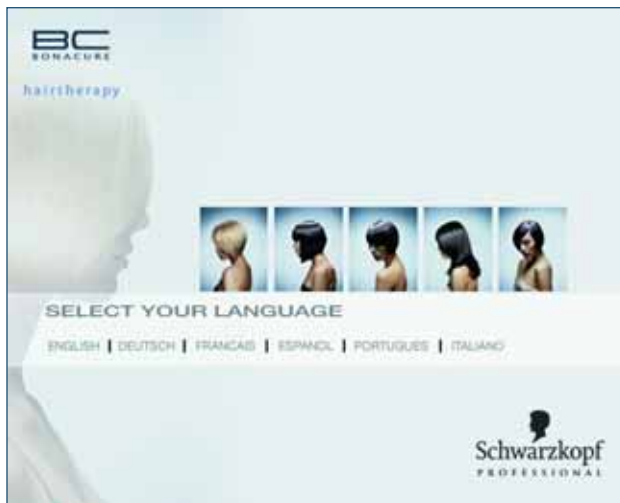 BC
BONACURE
hairtherapy
SELECT YOUR LANGUAGE
ENGLISH | DEUTSCH | FRANCAIS | ESPANOL | PORTUGUES | ITALIANO
Schwarzkopf
PROFESSIONAL